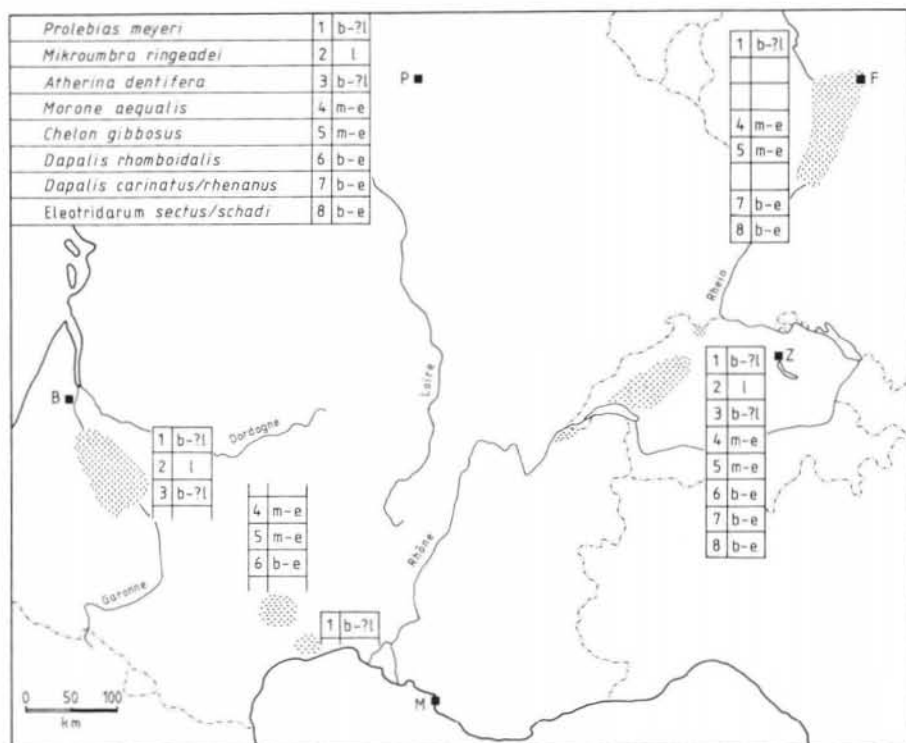 Prolebias meyeri 1 b-?l
Mikroumbra ringeadei 2 l
Atherina dentifera 3 b-?l
Morone aequalis 4 m-e
Chelon gibbosus 5 m-e
Dapalis rhomboidalis 6 b-e
Dapalis carinatus/rhenanus 7 b-e
Eleotridarum sectus/schadi 8 b-e
P
F
1 b-?l
4 m-e
5 m-e
7 b-e
8 b-e
Rhein
Z
1 b-?l
2 l
3 b-?l
4 m-e
5 m-e
6 b-e
7 b-e
8 b-e
Loire
B
Dordogne
1 b-?l
2 l
3 b-?l
4 m-e
5 m-e
6 b-e
Rhône
Garonne
1 b-?l
M
0 50 100
km